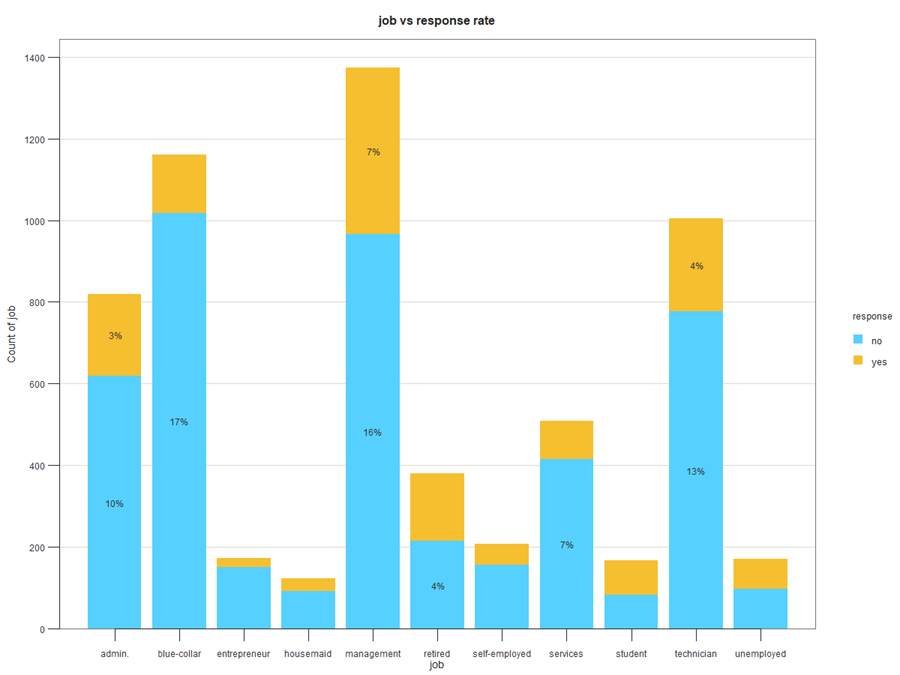 job vs response rate
1400
1200
1000
800
600
400
200
0
Count of job
3%
10%
17%
7%
16%
4%
7%
4%
13%
admin.
blue-collar
entrepreneur
housemaid
management
retired
self-employed
services
student
technician
unemployed
job
response
no
yes